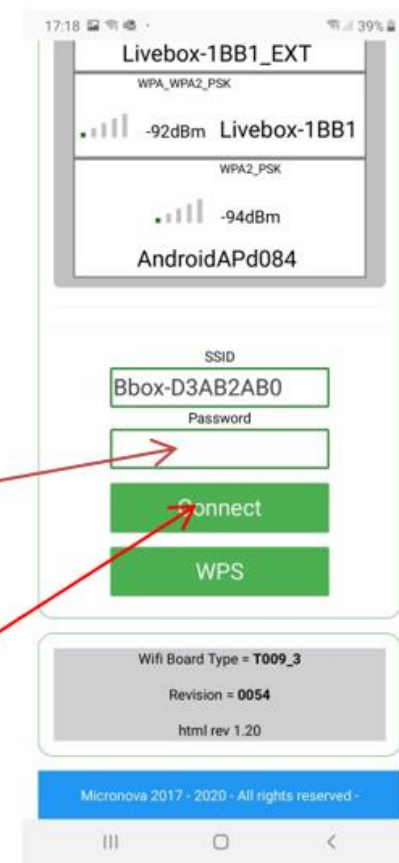 17:18
39%
Livebox-1BB1_EXT
WPA_WPA2_PSK
-92dBm Livebox-1BB1
WPA2_PSK
-94dBm
AndroidAPd084
SSID
Bbox-D3AB2AB0
Password
Connect
WPS
Wifi Board Type = T009_3
Revision = 0054
html rev 1.20
Micronova 2017 - 2020 - All rights reserved -